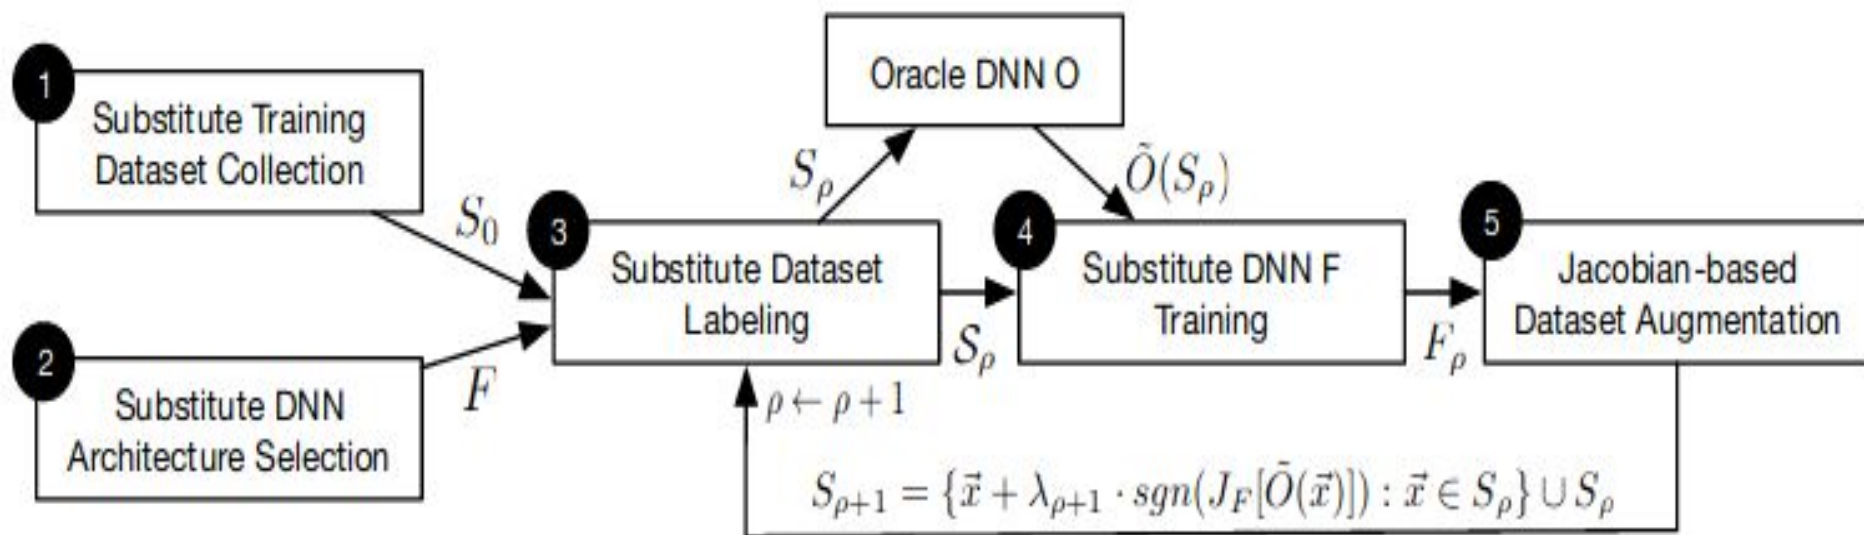 1
Substitute Training
Dataset Collection
S₀
2
Substitute DNN
Architecture Selection
F
3
Substitute Dataset
Labeling
S_ρ
Oracle DNN O
Õ(S_ρ)
𝒮_ρ
4
Substitute DNN F
Training
F_ρ
5
Jacobian-based
Dataset Augmentation
ρ ← ρ + 1
S_{ρ+1} = {x⃗ + λ_{ρ+1} · sgn(J_F[Õ(x⃗)]) : x⃗ ∈ S_ρ} ∪ S_ρ